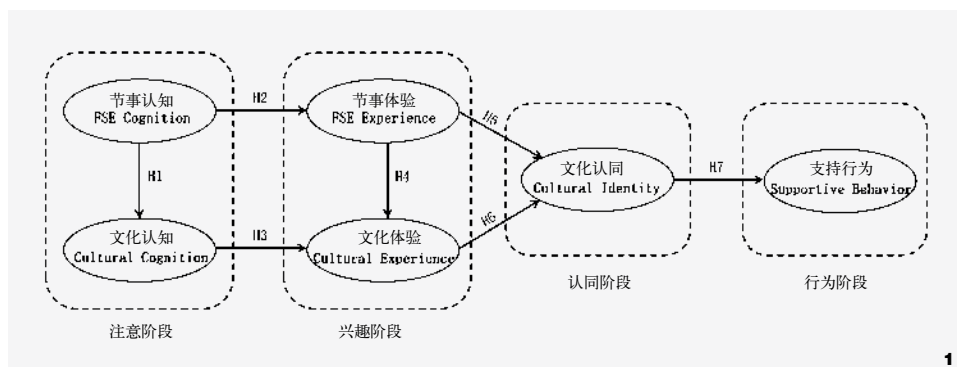 节事认知
FSE Cognition
H2
节事体验
FSE Experience
H5
H1
H4
文化认同
Cultural Identity
H7
支持行为
Supportive Behavior
文化认知
Cultural Cognition
H3
文化体验
Cultural Experience
H6
认同阶段
行为阶段
注意阶段
兴趣阶段
1